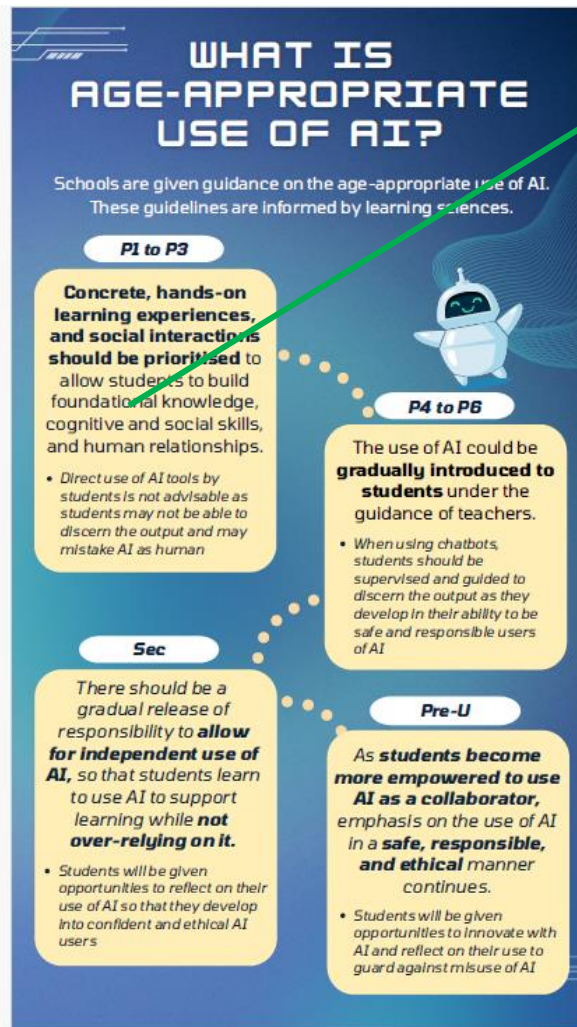 WHAT IS
AGE-APPROPRIATE
USE OF AI?
Schools are given guidance on the age-appropriate use of AI.
These guidelines are informed by learning sciences.
P1 to P3
Concrete, hands-on
learning experiences,
and social interactions
should be prioritised to
allow students to build
foundational knowledge,
cognitive and social skills,
and human relationships.
• Direct use of AI tools by
students is not advisable as
students may not be able to
discern the output and may
mistake AI as human
P4 to P6
The use of AI could be
gradually introduced to
students under the
guidance of teachers.
• When using chatbots,
students should be
supervised and guided to
discern the output as they
develop in their ability to be
safe and responsible users
of AI
Sec
There should be a
gradual release of
responsibility to allow
for independent use of
AI, so that students learn
to use AI to support
learning while not
over-relying on it.
• Students will be given
opportunities to reflect on their
use of AI so that they develop
into confident and ethical AI
users
Pre-U
As students become
more empowered to use
AI as a collaborator,
emphasis on the use of AI
in a safe, responsible,
and ethical manner
continues.
• Students will be given
opportunities to innovate with
AI and reflect on their use to
guard against misuse of AI